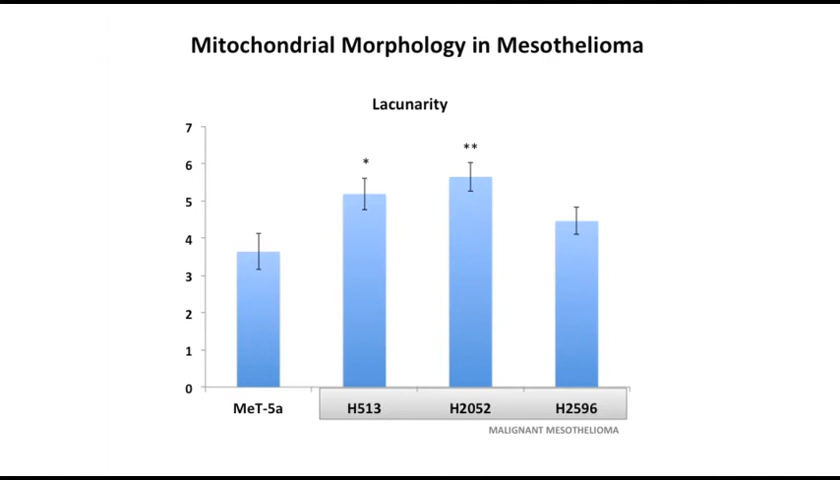 Mitochondrial Morphology in Mesothelioma
Lacunarity
7
6
5
4
3
2
1
0
*
**
MeT-5a
H513
H2052
H2596
MALIGNANT MESOTHELIOMA